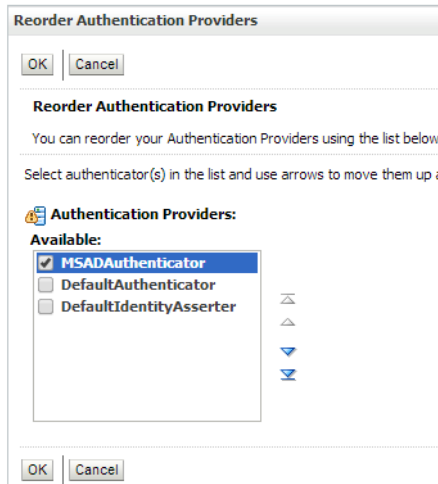 Reorder Authentication Providers
OK Cancel
Reorder Authentication Providers
You can reorder your Authentication Providers using the list below
Select authenticator(s) in the list and use arrows to move them up a
Authentication Providers:
Available:
MSADAuthenticator
DefaultAuthenticator
DefaultIdentityAsserter
OK Cancel